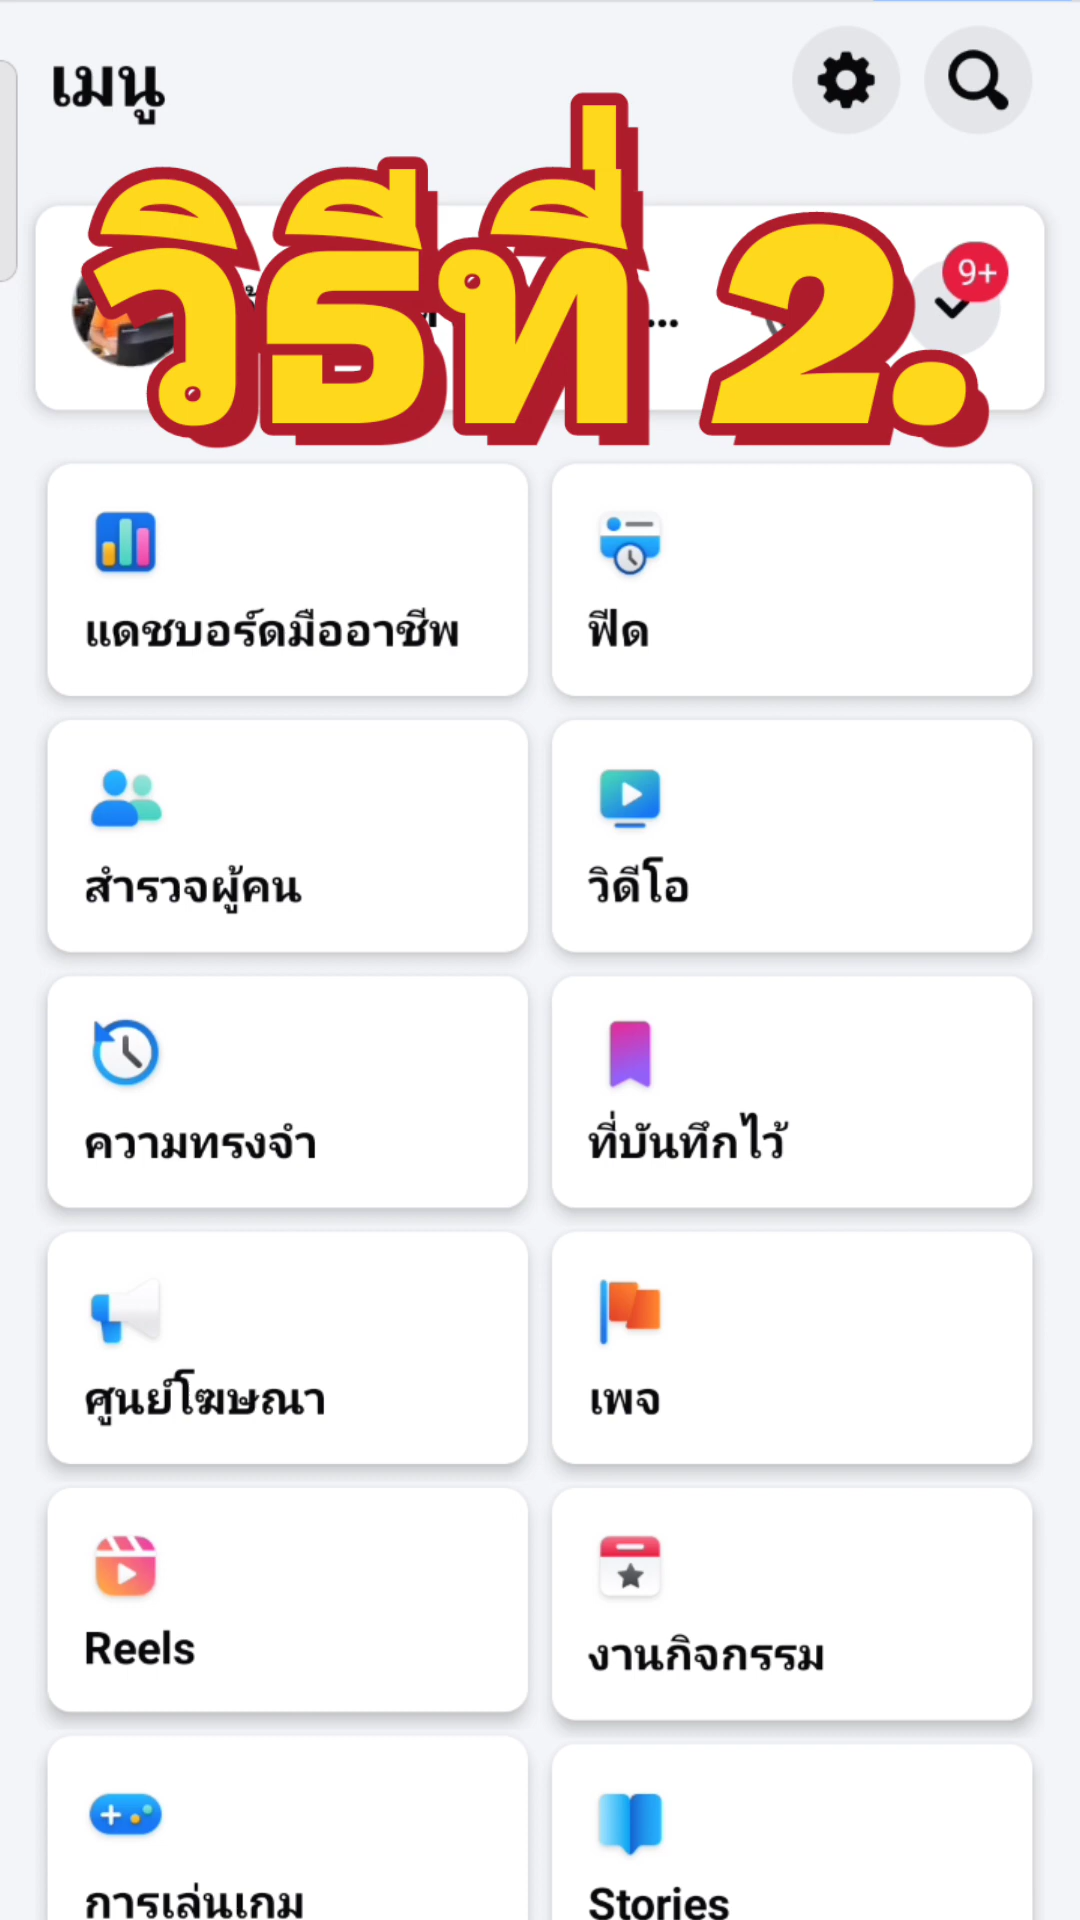 เมนู
วิธีที่ 2.
9+
...
แดชบอร์ดมืออาชีพ
ฟีด
สำรวจผู้คน
วิดีโอ
ความทรงจำ
ที่บันทึกไว้
ศูนย์โฆษณา
เพจ
Reels
งานกิจกรรม
การเล่นเกม
Stories